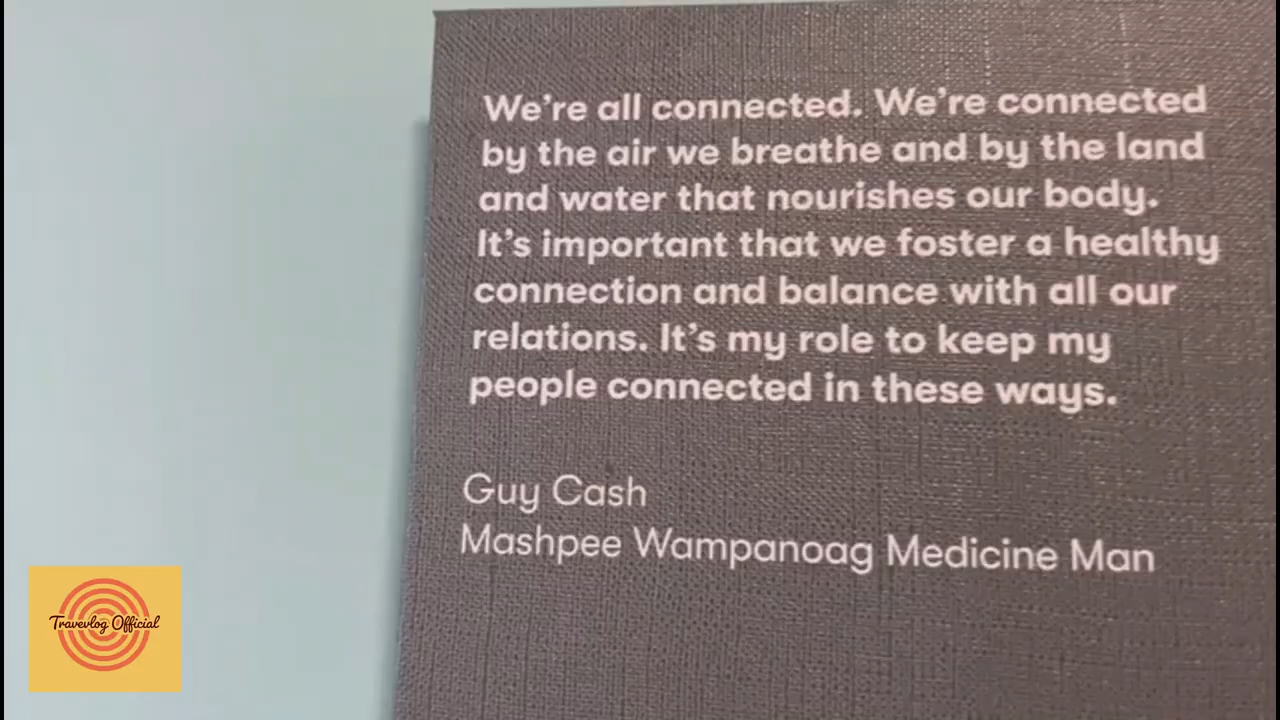 We're all connected. We're connected
by the air we breathe and by the land
and water that nourishes our body.
It's important that we foster a healthy
connection and balance with all our
relations. It's my role to keep my
people connected in these ways.
Guy Cash
Mashpee Wampanoag Medicine Man
Travevlog Official